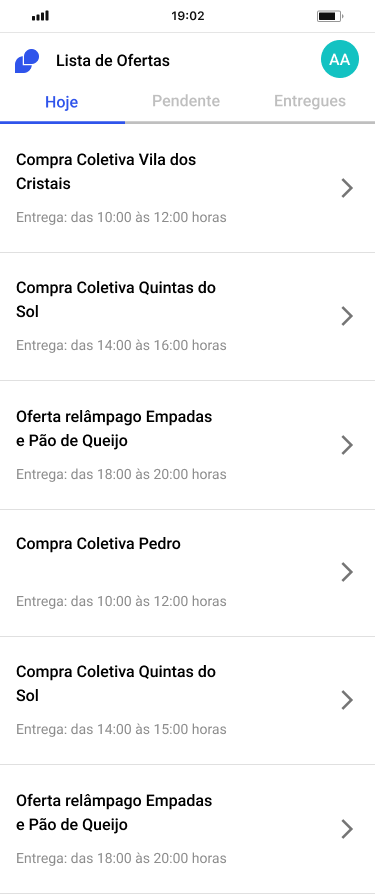 19:02
Lista de Ofertas
AA
Hoje
Pendente
Entregues
Compra Coletiva Vila dos
Cristais
Entrega: das 10:00 às 12:00 horas
Compra Coletiva Quintas do
Sol
Entrega: das 14:00 às 16:00 horas
Oferta relâmpago Empadas
e Pão de Queijo
Entrega: das 18:00 às 20:00 horas
Compra Coletiva Pedro
Entrega: das 10:00 às 12:00 horas
Compra Coletiva Quintas do
Sol
Entrega: das 14:00 às 15:00 horas
Oferta relâmpago Empadas
e Pão de Queijo
Entrega: das 18:00 às 20:00 horas